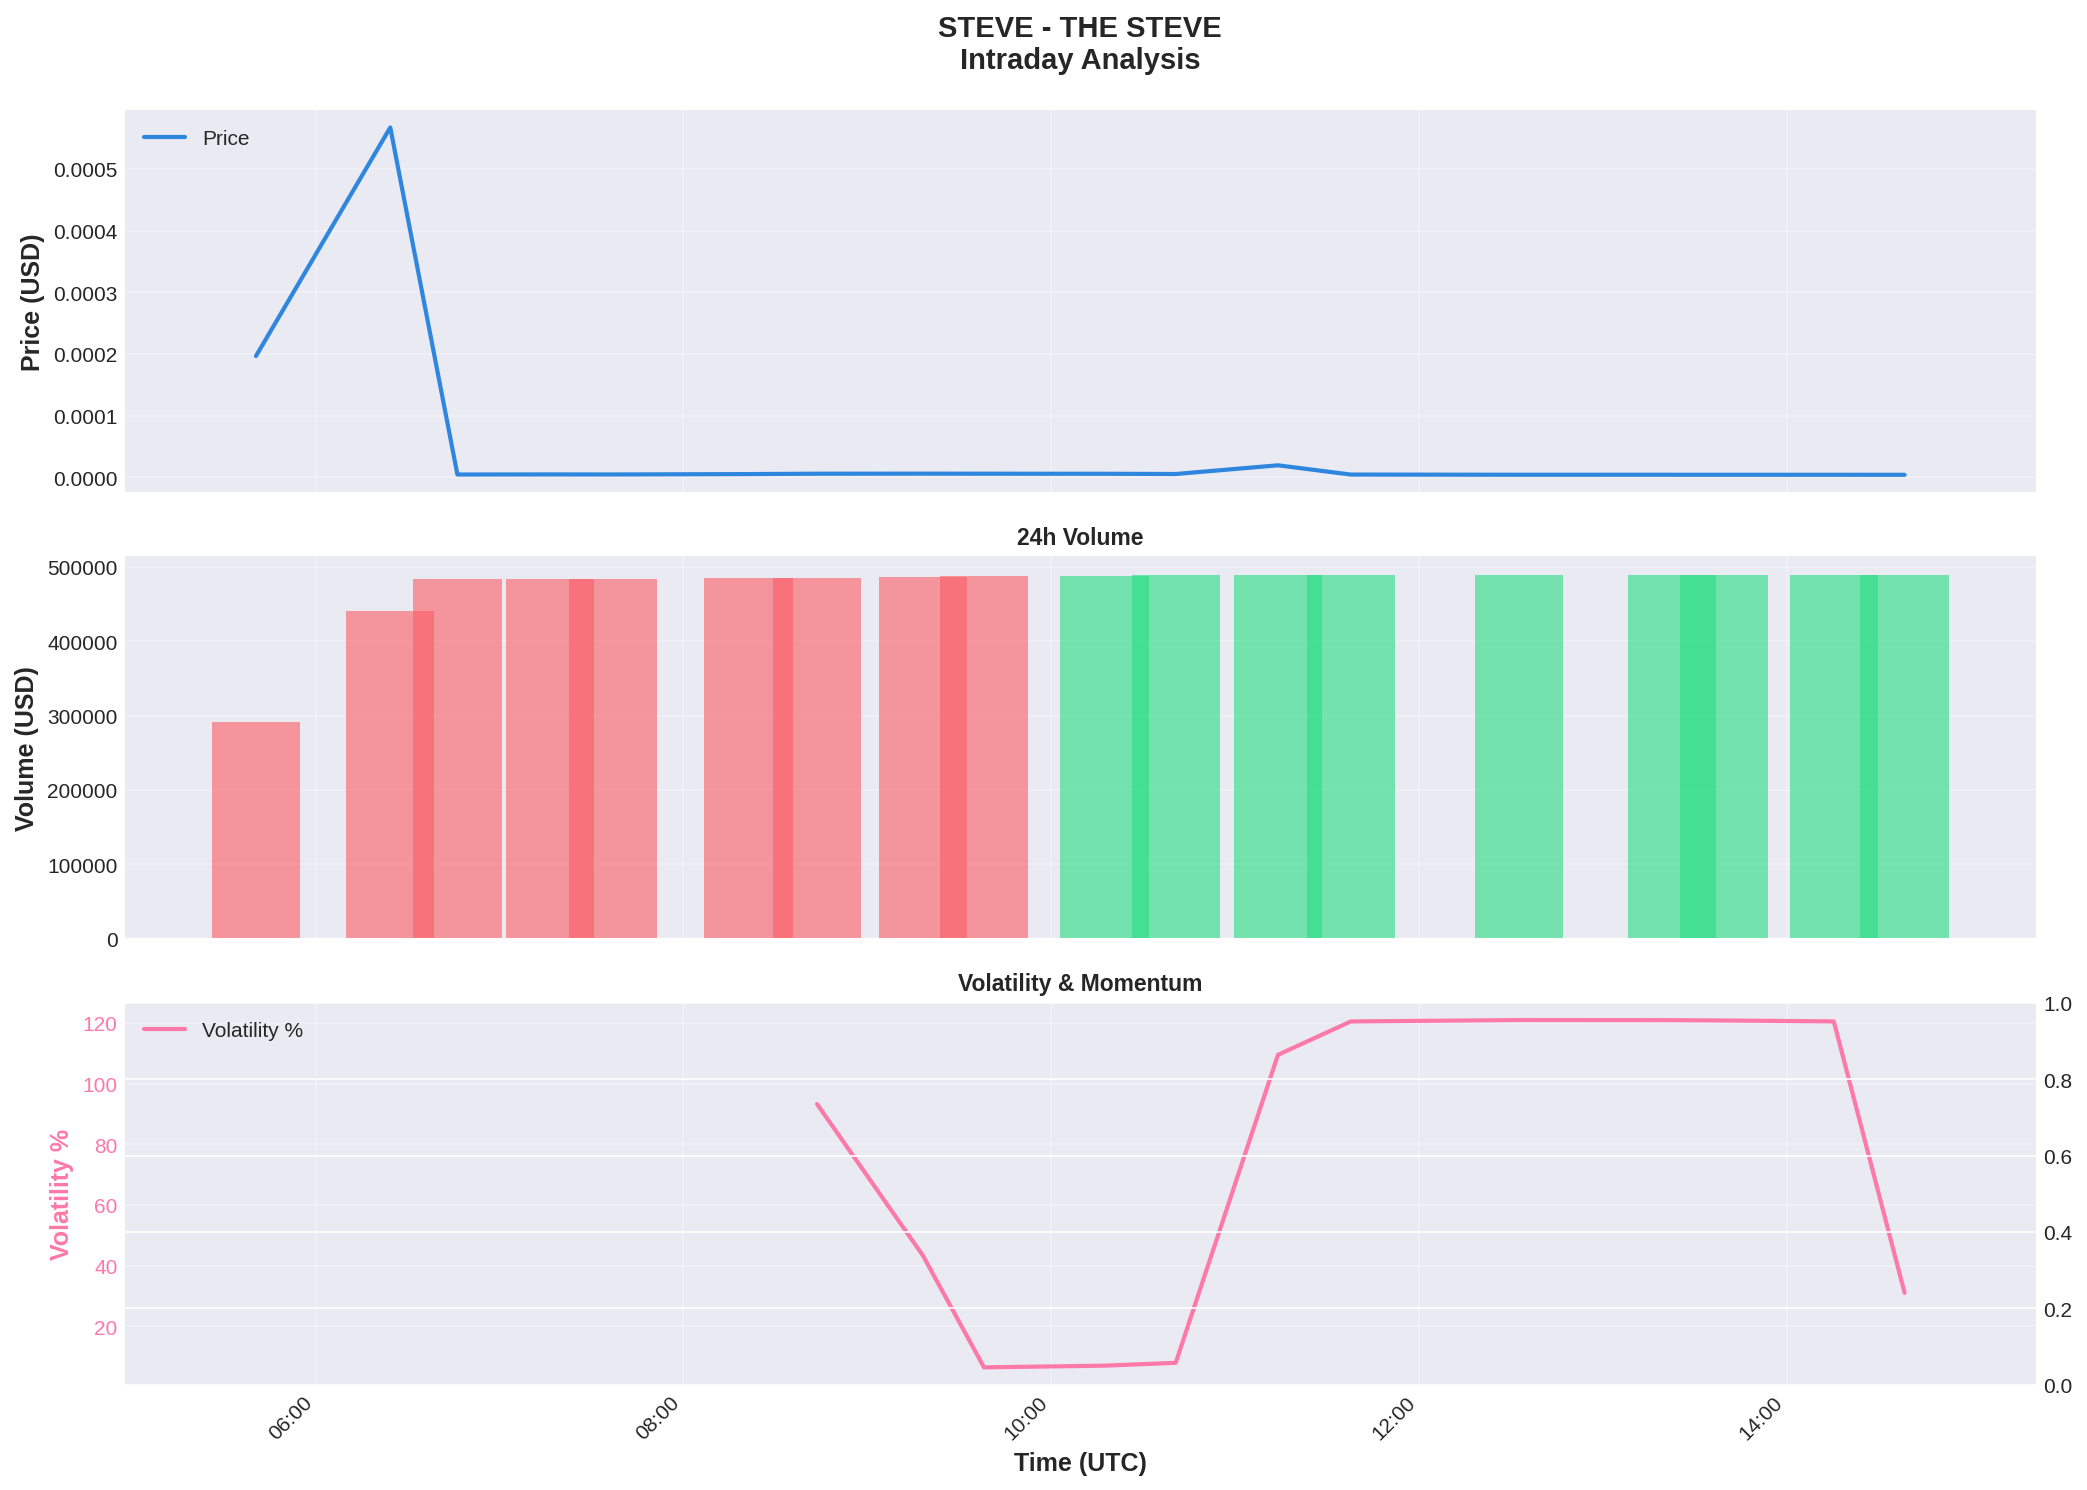 STEVE - THE STEVE
Intraday Analysis
Price
Price (USD)
0.0005
0.0004
0.0003
0.0002
0.0001
0.0000
24h Volume
Volume (USD)
500000
400000
300000
200000
100000
0
Volatility & Momentum
Volatility %
Volatility %
120
100
80
60
40
20
1.0
0.8
0.6
0.4
0.2
0.0
06:00
08:00
10:00
12:00
14:00
Time (UTC)